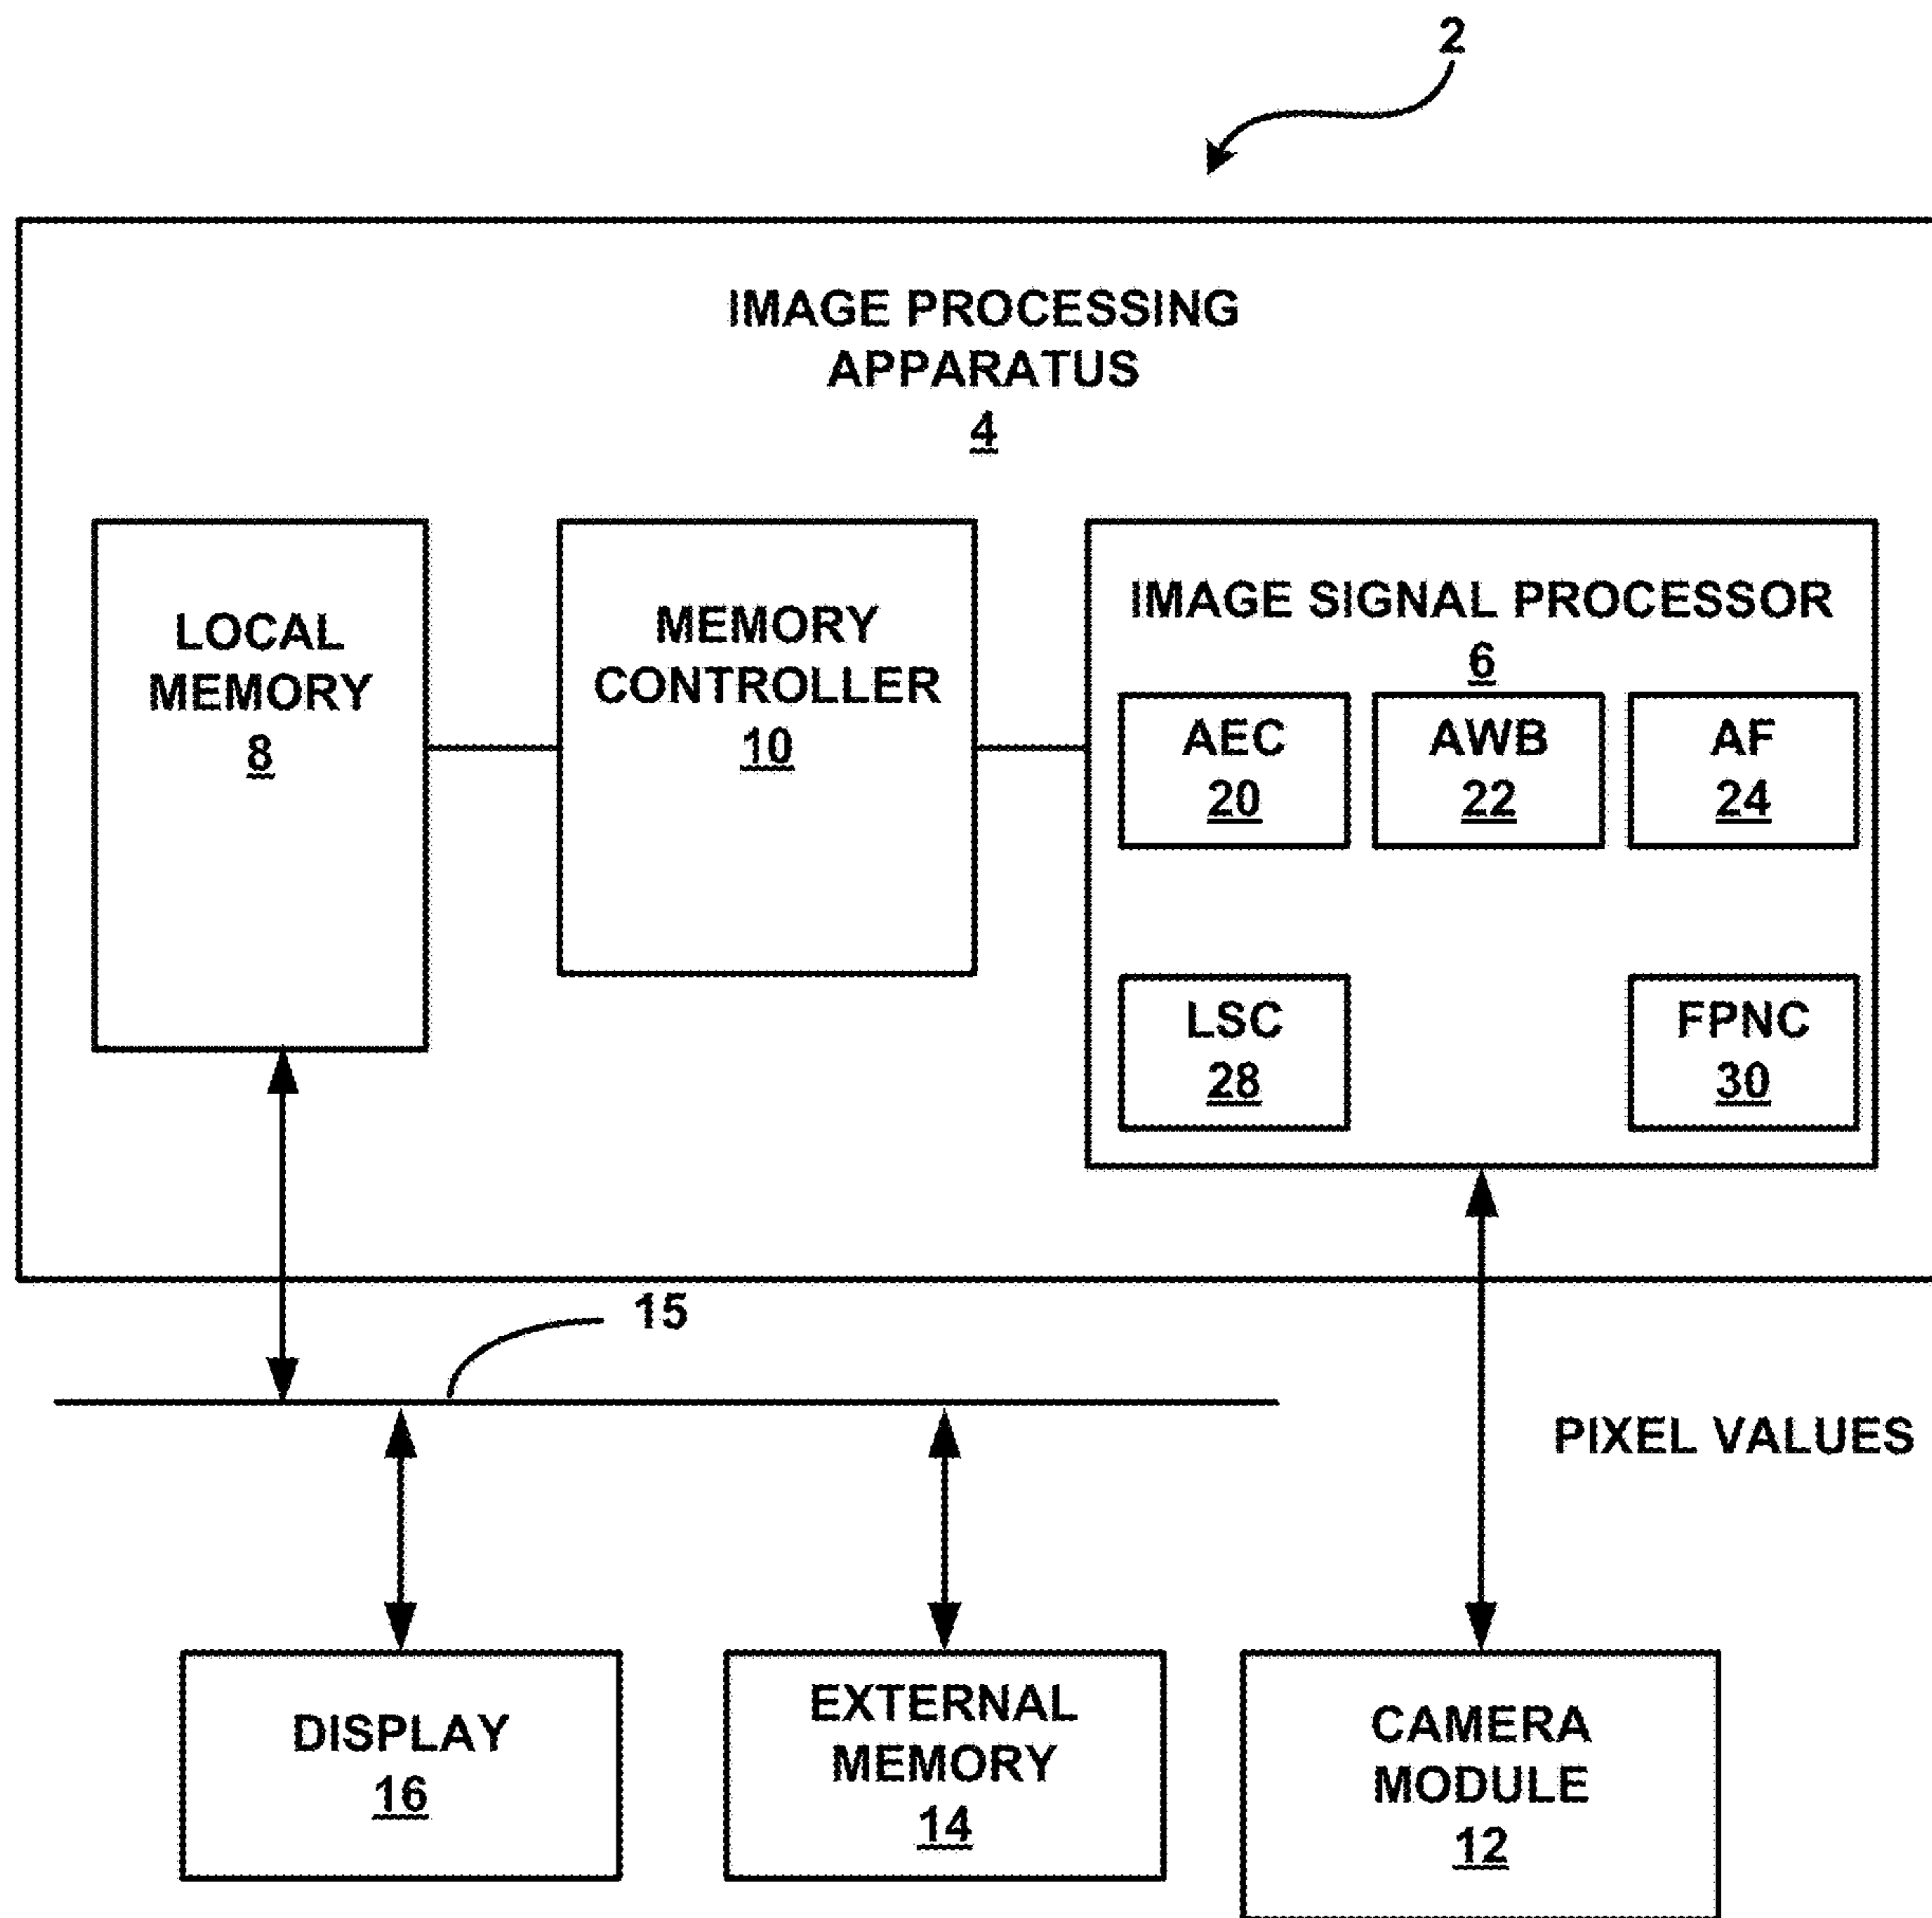 2
IMAGE PROCESSING
APPARATUS
4
LOCAL
MEMORY
8
MEMORY
CONTROLLER
10
IMAGE SIGNAL PROCESSOR
6
AEC
20
AWB
22
AF
24
LSC
28
FPNC
30
15
PIXEL VALUES
DISPLAY
16
EXTERNAL
MEMORY
14
CAMERA
MODULE
12